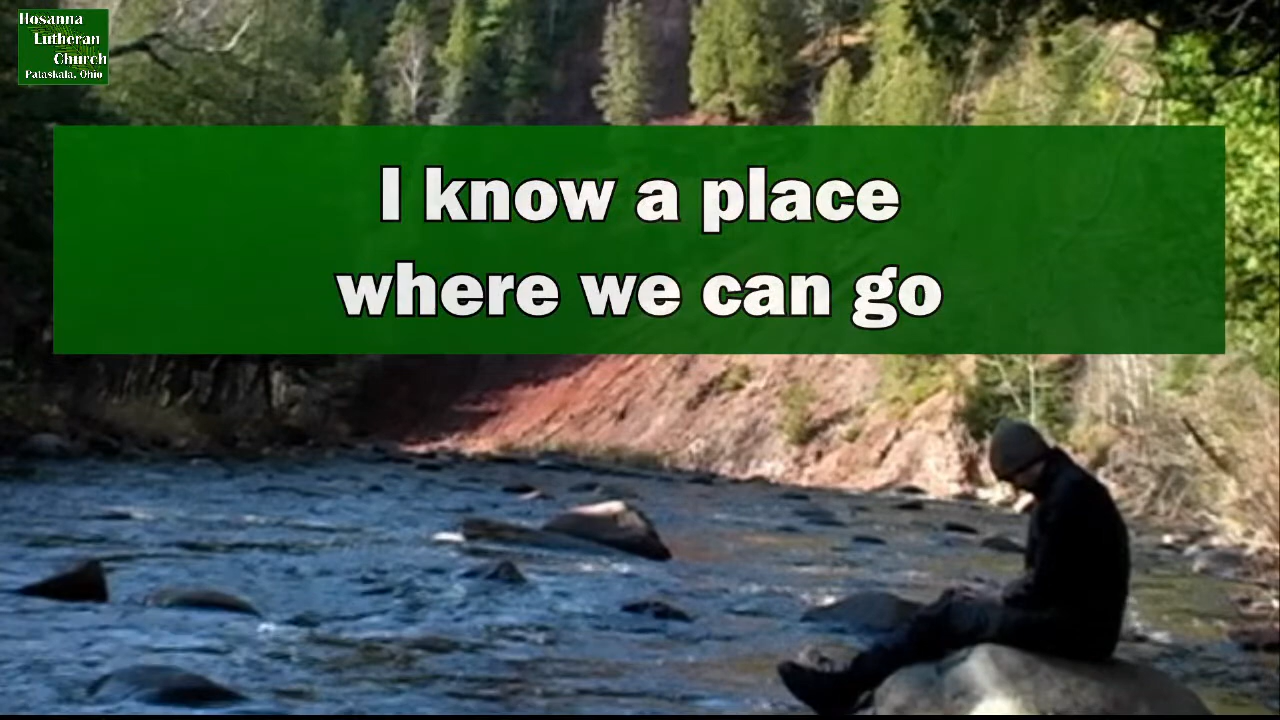 Hosanna
Lutheran
Church
Pataskala, Ohio
I know a place
where we can go